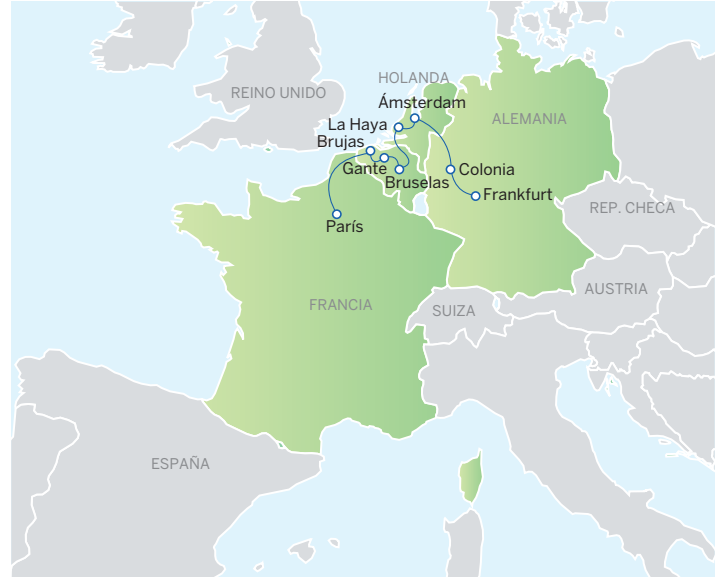 HOLANDA
REINO UNIDO
Ámsterdam
ALEMANIA
La Haya
Brujas
Gante
Colonia
Bruselas
Frankfurt
REP. CHECA
París
AUSTRIA
FRANCIA
SUIZA
ESPAÑA